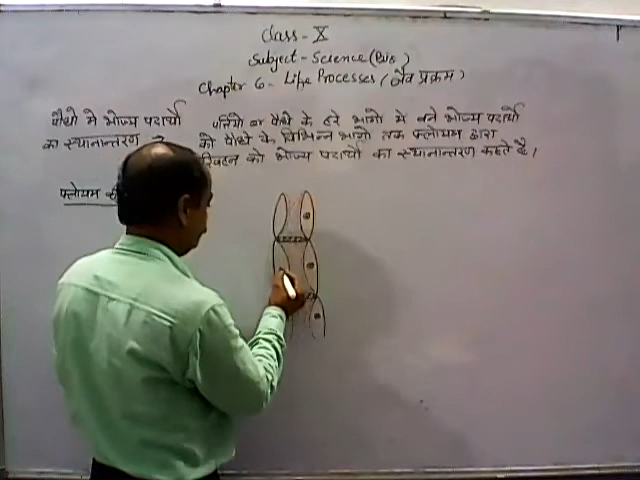 Class - X
Subject - Science (Bio)
Chapter 6 - Life Processes (जैव प्रक्रम)
पौधों में भोज्य पदार्थों का स्थानान्तरण
पत्तियों या पौधे के हरे भागों में बने भोज्य पदार्थों
को पौधे के विभिन्न भागों तक फ्लोयम द्वारा
को भोज्य पदार्थों का स्थानान्तरण कहते है।
फ्लोयम